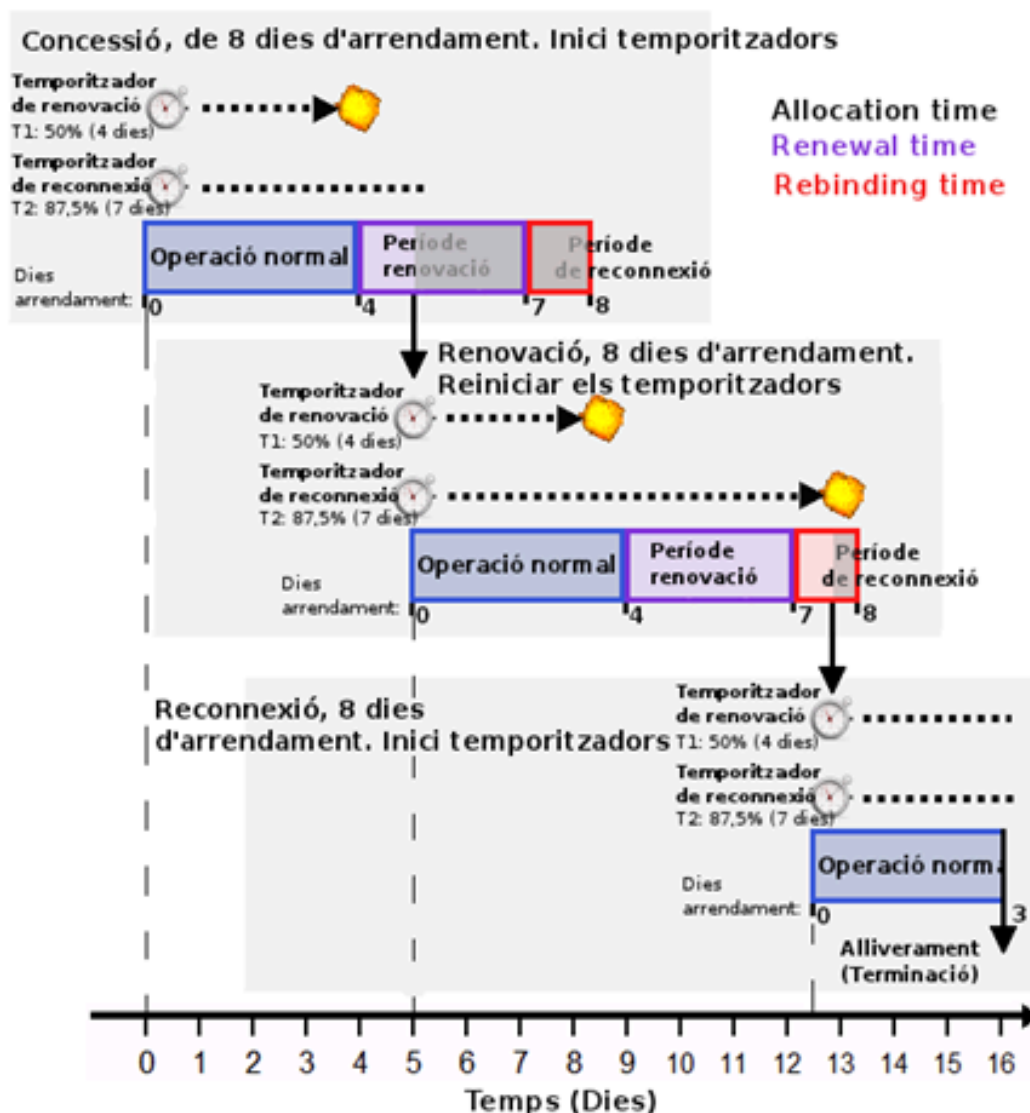 Concessió, de 8 dies d'arrendament. Inici temporitzadors
Temporitzador
de renovació
T1: 50% (4 dies)
Allocation time
Renewal time
Rebinding time
Temporitzador
de reconnexió
T2: 87,5% (7 dies)
Operació normal
Període
renovació
Període
de reconnexió
Dies
arrendament:
0
4
7
8
Renovació, 8 dies d'arrendament.
Reiniciar els temporitzadors
Temporitzador
de renovació
T1: 50% (4 dies)
Temporitzador
de reconnexió
T2: 87,5% (7 dies)
Operació normal
Període
renovació
Període
de reconnexió
Dies
arrendament:
0
4
7
8
Reconnexió, 8 dies
d'arrendament. Inici temporitzadors
Temporitzador
de renovació
T1: 50% (4 dies)
Temporitzador
de reconnexió
T2: 87,5% (7 dies)
Operació norma
Dies
arrendament:
0
3
Alliverament
(Terminació)
0 1 2 3 4 5 6 7 8 9 10 11 12 13 14 15 16
Temps (Dies)